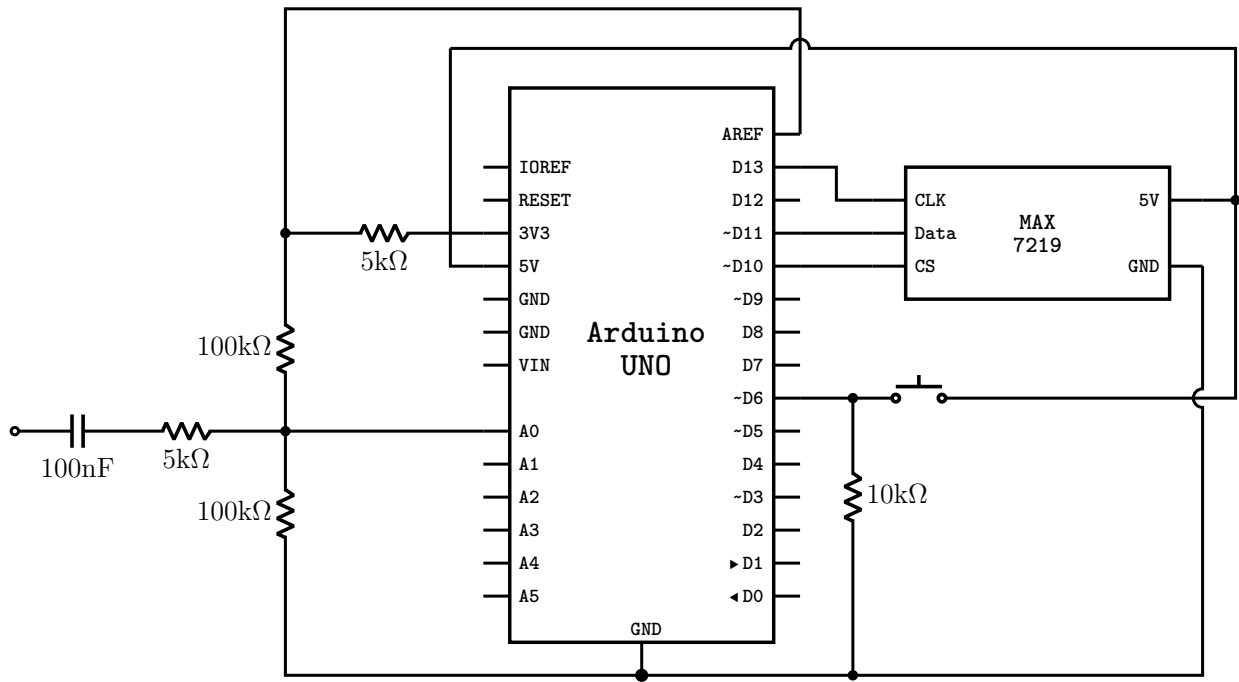 AREF
IOREF
D13
RESET
D12
CLK
5V
MAX
7219
3V3
~D11
Data
5kΩ
5V
~D10
CS
GND
GND
~D9
GND
D8
Arduino
UNO
100kΩ
VIN
D7
~D6
A0
~D5
100nF
5kΩ
A1
D4
A2
~D3
10kΩ
100kΩ
A3
D2
A4
▸D1
A5
◂D0
GND